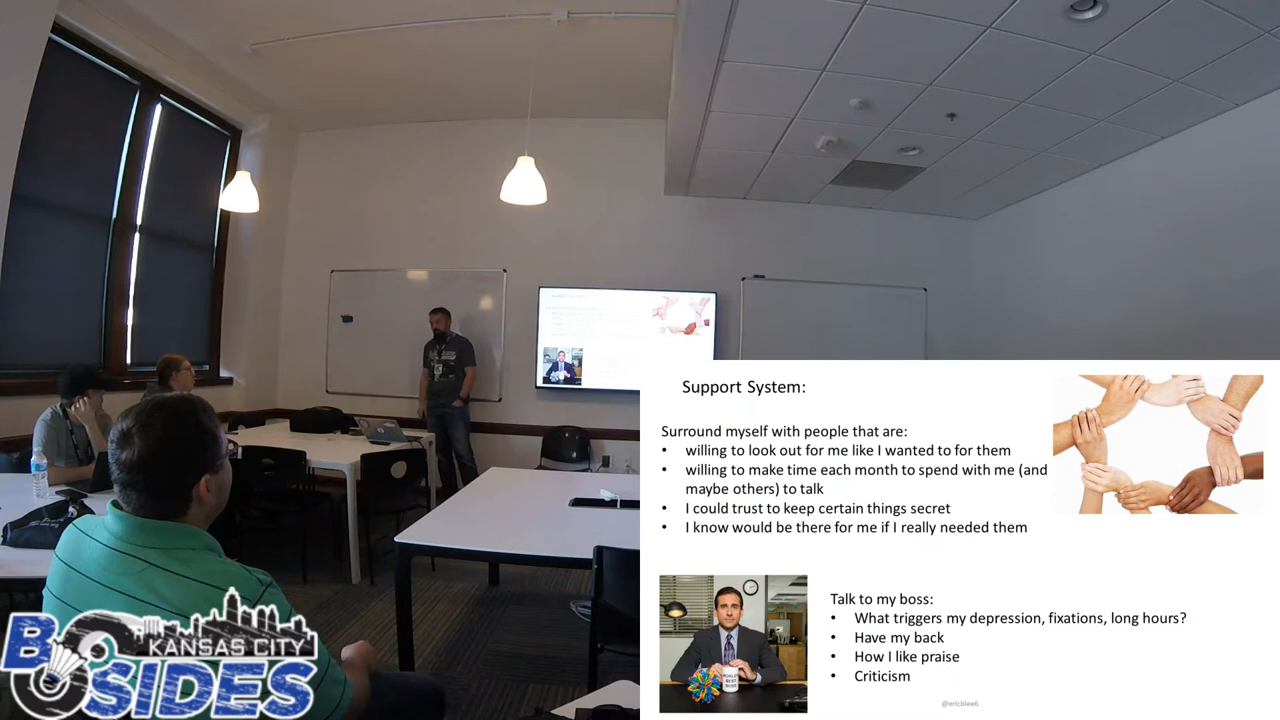 Support System:
Surround myself with people that are:
• willing to look out for me like I wanted to for them
• willing to make time each month to spend with me (and
maybe others) to talk
• I could trust to keep certain things secret
• I know would be there for me if I really needed them
WORLD'S
BEST
BOSS
Talk to my boss:
• What triggers my depression, fixations, long hours?
• Have my back
• How I like praise
• Criticism
@ericblee6
KANSAS CITY
BSIDES